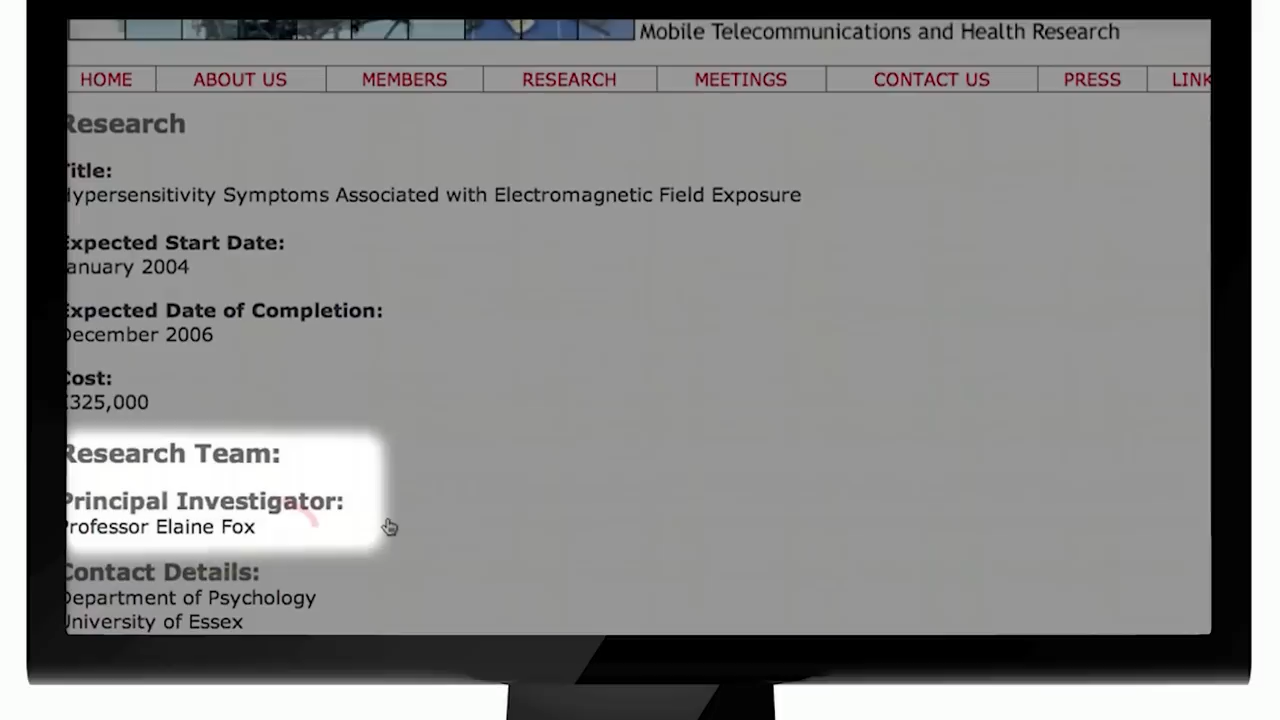 Mobile Telecommunications and Health Research
HOME ABOUT US MEMBERS RESEARCH MEETINGS CONTACT US PRESS LINK
Research
Title:
Hypersensitivity Symptoms Associated with Electromagnetic Field Exposure
Expected Start Date:
January 2004
Expected Date of Completion:
December 2006
Cost:
£325,000
Research Team:
Principal Investigator:
Professor Elaine Fox
Contact Details:
Department of Psychology
University of Essex